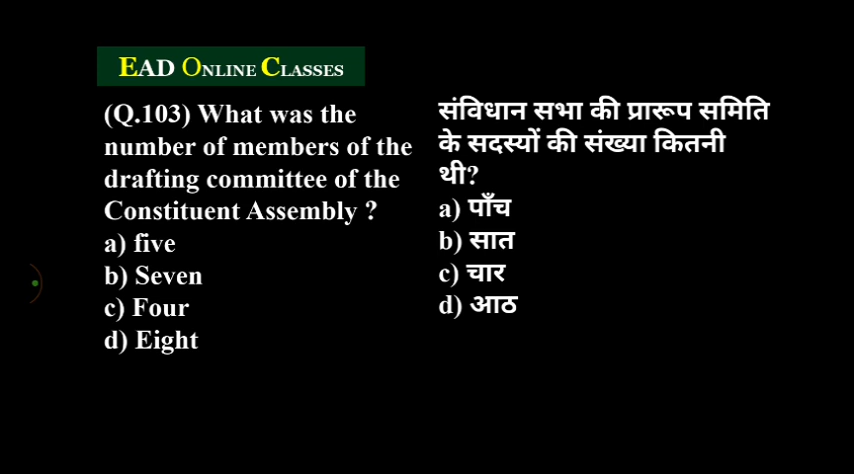 EAD ONLINE CLASSES
(Q.103) What was the
number of members of the
drafting committee of the
Constituent Assembly ?
a) five
b) Seven
c) Four
d) Eight
संविधान सभा की प्रारूप समिति
के सदस्यों की संख्या कितनी
थी?
a) पाँच
b) सात
c) चार
d) आठ